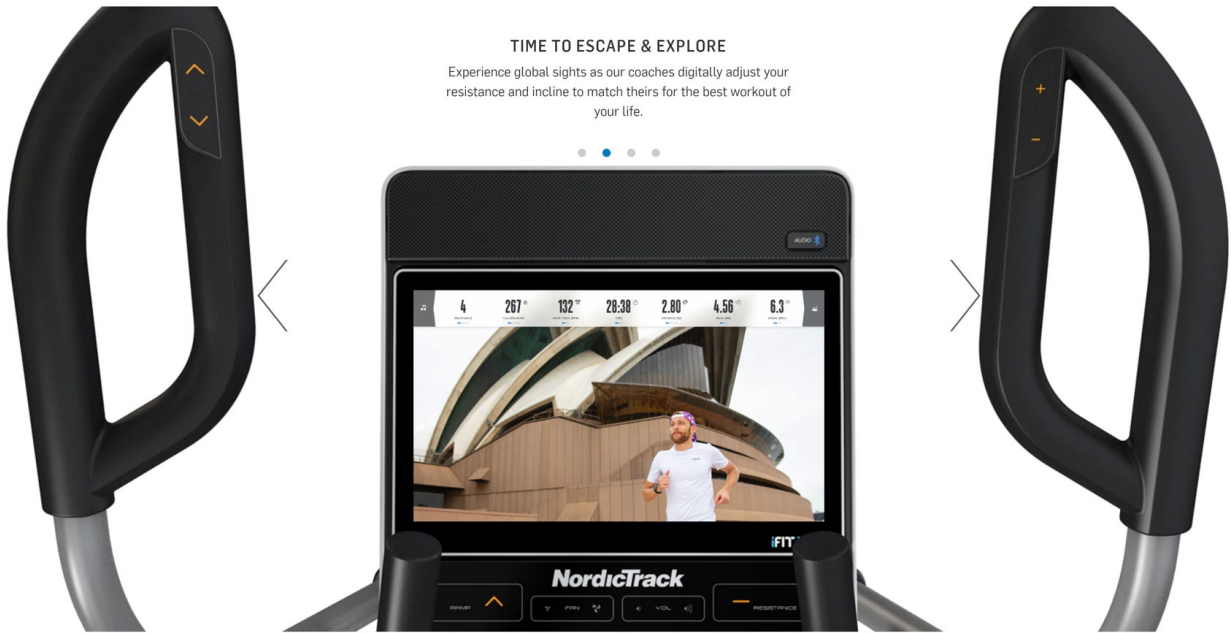 TIME TO ESCAPE & EXPLORE
Experience global sights as our coaches digitally adjust your
resistance and incline to match theirs for the best workout of
your life.
AUDIO
4 267 132 28:38 2.80 4.56 6.3
iFIT
NordicTrack
RAMP FAN VOL RESISTANCE